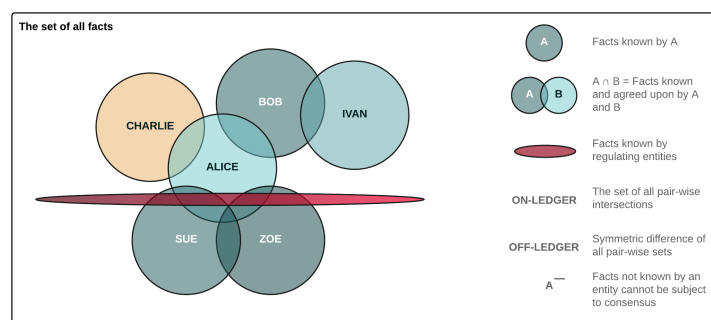 The set of all facts
CHARLIE
BOB
IVAN
ALICE
SUE
ZOE
A
Facts known by A
A B
A ∩ B = Facts known
and agreed upon by A
and B
Facts known by
regulating entities
ON-LEDGER
The set of all pair-wise
intersections
OFF-LEDGER
Symmetric difference of
all pair-wise sets
A‾
Facts not known by an
entity cannot be subject
to consensus